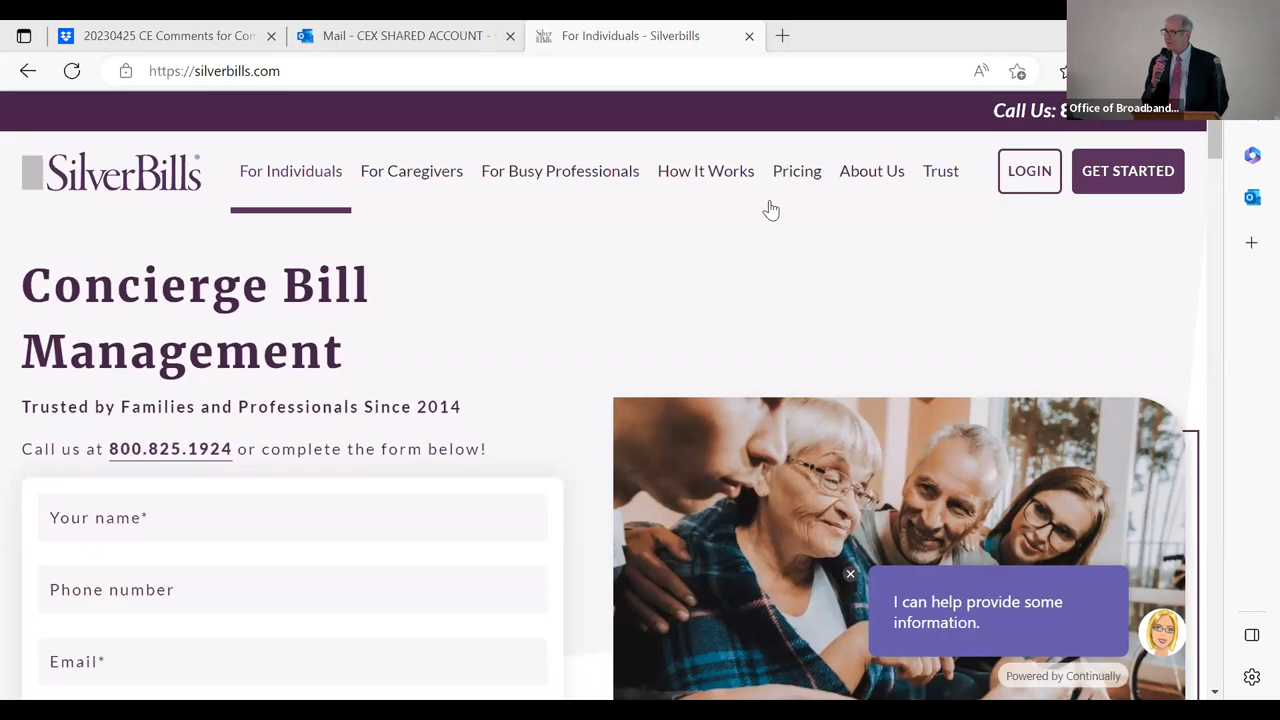 20230425 CE Comments for Com
Mail - CEX SHARED ACCOUNT -
For Individuals - Silverbills
https://silverbills.com
Office of Broadband...
Call Us: 8
SilverBills®
For Individuals
For Caregivers
For Busy Professionals
How It Works
Pricing
About Us
Trust
LOGIN
GET STARTED
Concierge Bill
Management
Trusted by Families and Professionals Since 2014
Call us at 800.825.1924 or complete the form below!
Your name*
Phone number
Email*
I can help provide some
information.
Powered by Continually